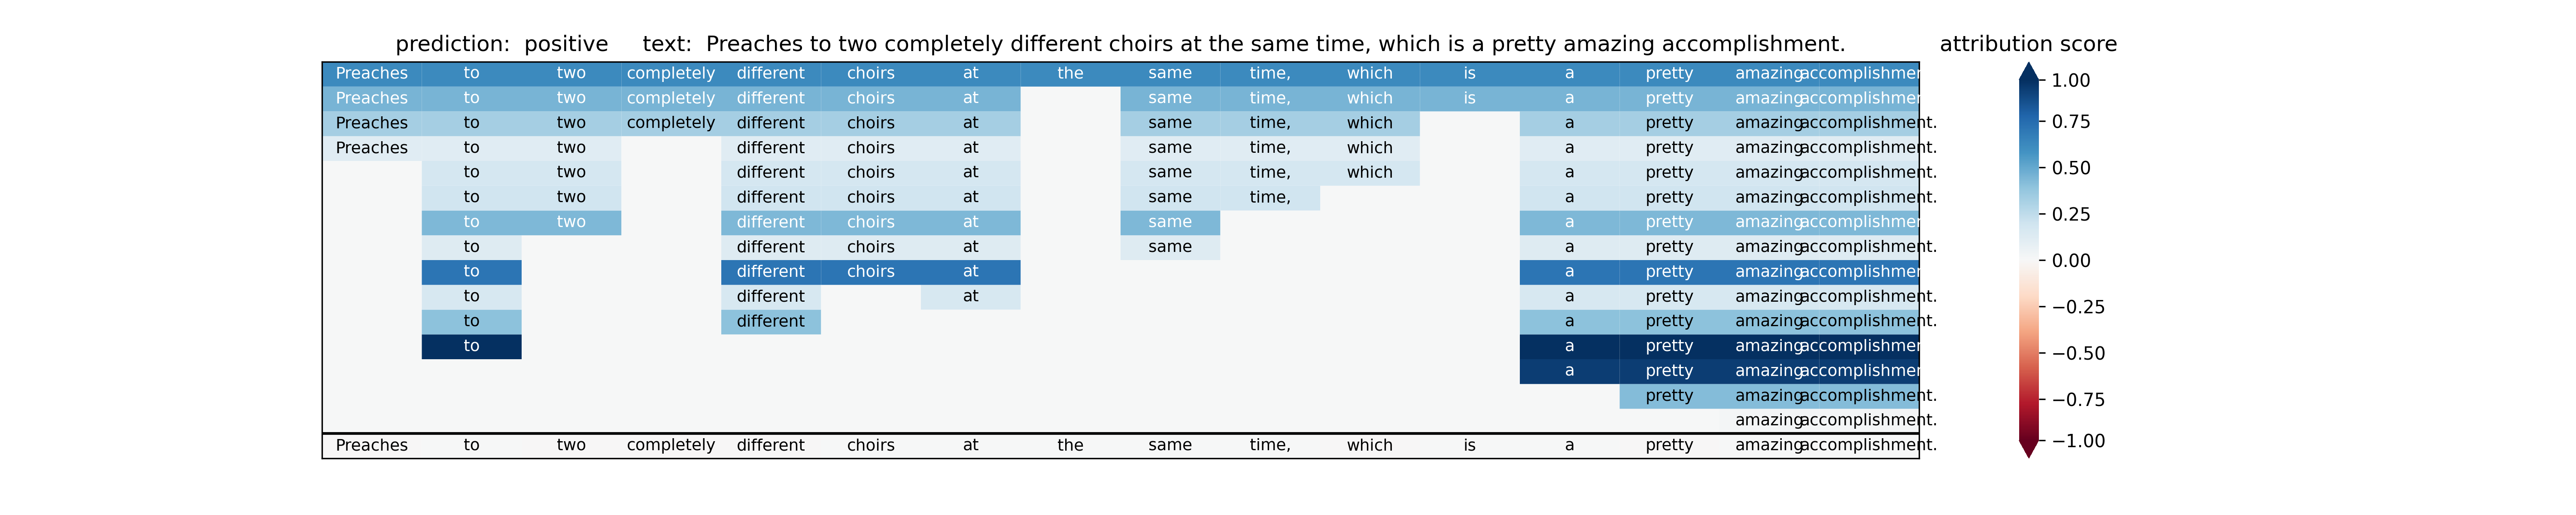 prediction: positive text: Preaches to two completely different choirs at the same time, which is a pretty amazing accomplishment. attribution score
Preaches to two completely different choirs at the same time, which is a pretty amazing accomplishmen
Preaches to two completely different choirs at same time, which is a pretty amazing accomplishmen
Preaches to two completely different choirs at same time, which a pretty amazing accomplishment.
Preaches to two different choirs at same time, which a pretty amazing accomplishment.
to two different choirs at same time, which a pretty amazing accomplishment.
to two different choirs at same time, a pretty amazing accomplishment.
to two different choirs at same a pretty amazing accomplishmen
to different choirs at same a pretty amazing accomplishment.
to different choirs at a pretty amazing accomplishmen
to different at a pretty amazing accomplishment.
to different a pretty amazing accomplishment.
to a pretty amazing accomplishmen
a pretty amazing accomplishmen
pretty amazing accomplishment.
amazing accomplishment.
Preaches to two completely different choirs at the same time, which is a pretty amazing accomplishment.
1.00
0.75
0.50
0.25
0.00
−0.25
−0.50
−0.75
−1.00